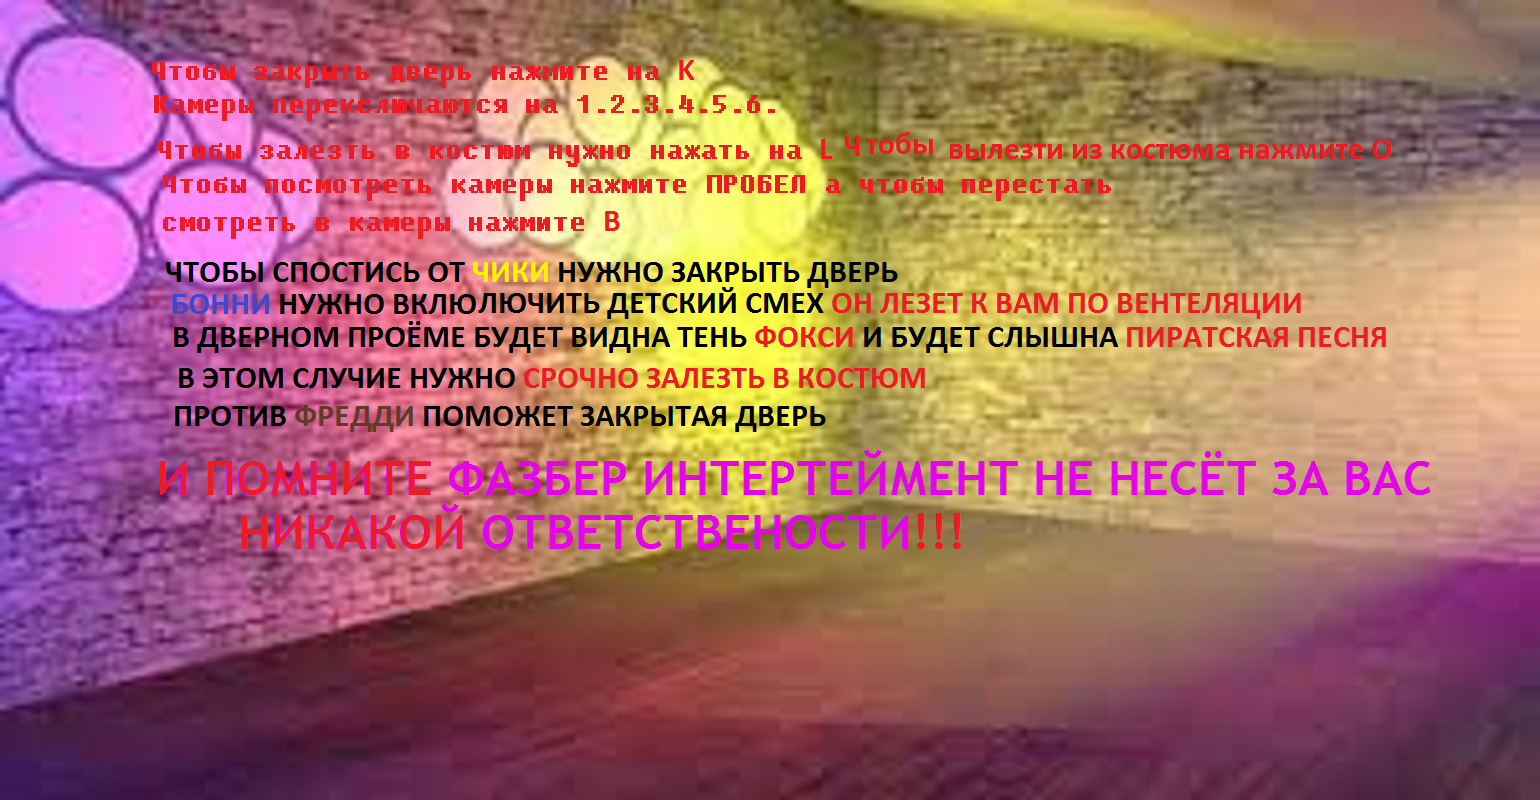 Чтобы закрыть дверь нажмите на K
Камеры переключаются на 1.2.3.4.5.6.
Чтобы залезть в костюм нужно нажать на L Чтобы вылезти из костюма нажмите O
Чтобы посмотреть камеры нажмите ПРОБЕЛ а чтобы перестать
смотреть в камеры нажмите B
ЧТОБЫ СПОСТИСЬ ОТ ЧИКИ НУЖНО ЗАКРЫТЬ ДВЕРЬ
БОННИ НУЖНО ВКЛЮЛЮЧИТЬ ДЕТСКИЙ СМЕХ ОН ЛЕЗЕТ К ВАМ ПО ВЕНТЕЛЯЦИИ
В ДВЕРНОМ ПРОЁМЕ БУДЕТ ВИДНА ТЕНЬ ФОКСИ И БУДЕТ СЛЫШНА ПИРАТСКАЯ ПЕСНЯ
В ЭТОМ СЛУЧИЕ НУЖНО СРОЧНО ЗАЛЕЗТЬ В КОСТЮМ
ПРОТИВ ФРЕДДИ ПОМОЖЕТ ЗАКРЫТАЯ ДВЕРЬ
И ПОМНИТЕ ФАЗБЕР ИНТЕРТЕЙМЕНТ НЕ НЕСЁТ ЗА ВАС
НИКАКОЙ ОТВЕТСТВЕНОСТИ!!!